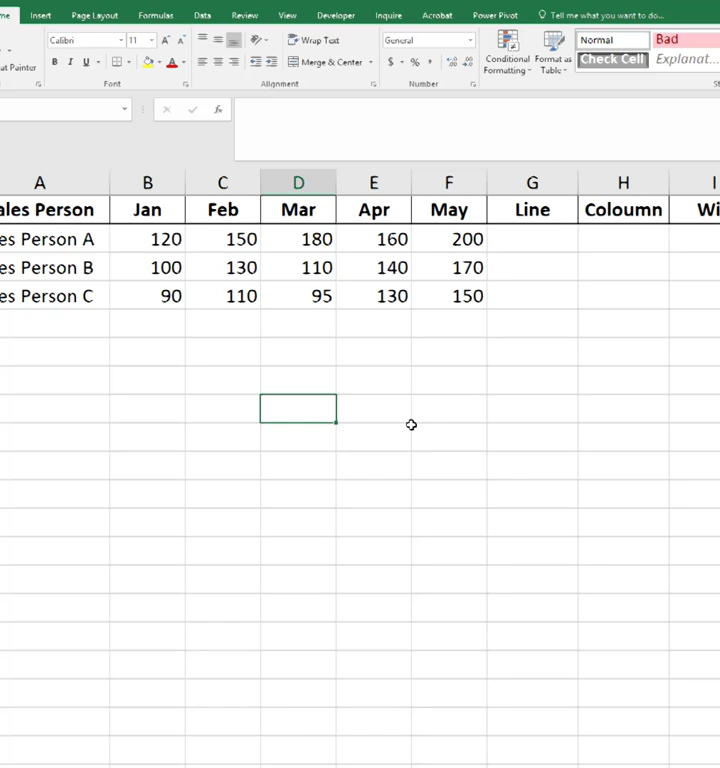 me Insert Page Layout Formulas Data Review View Developer Inquire Acrobat Power Pivot Tell me what you want to do...
Calibri 11 A A Wrap Text General Conditional Formatting Format as Table Normal Bad
at Painter B I U A Merge & Center $ % , .00 Check Cell Explanat...
Font Alignment Number
fx
A B C D E F G H I
ales Person Jan Feb Mar Apr May Line Coloumn Wi
es Person A 120 150 180 160 200
es Person B 100 130 110 140 170
es Person C 90 110 95 130 150